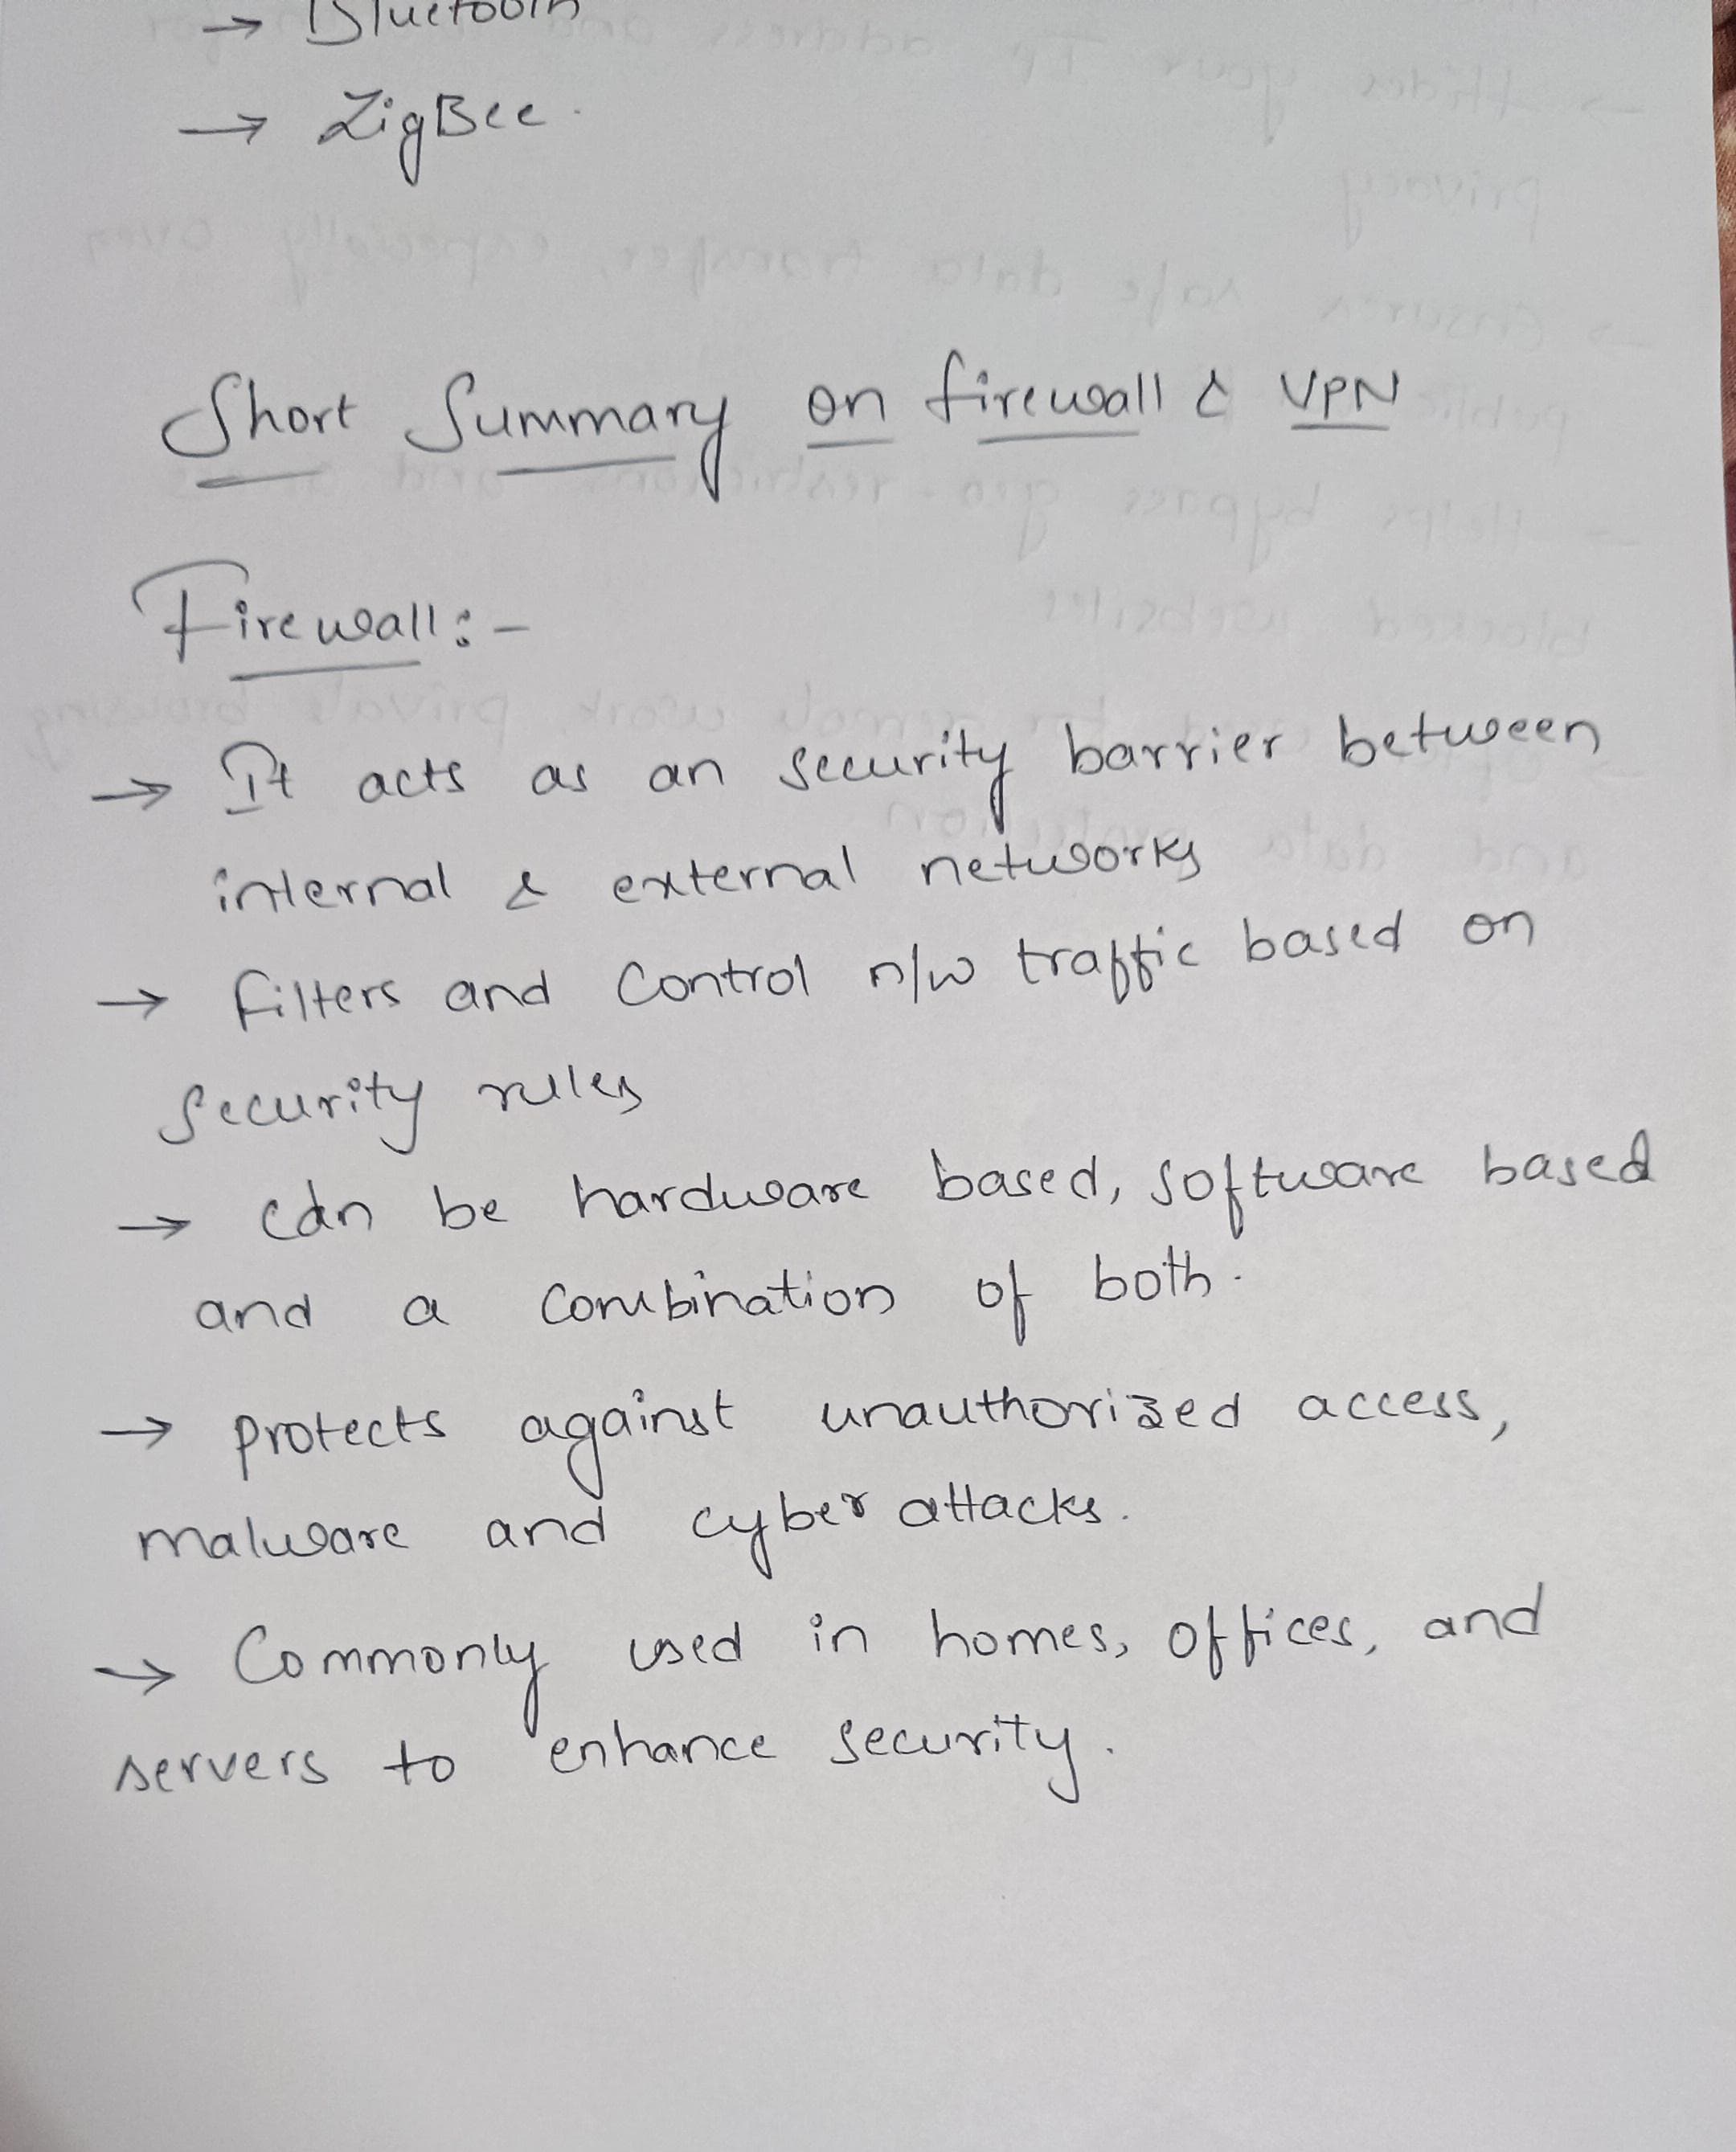 → Bluetooth
→ ZigBee.
Short Summary on firewall & VPN
Firewall:-
→ It acts as an security barrier between
internal & external networks
→ filters and control n/w traffic based on
security rules
→ can be hardware based, software based
and a combination of both.
→ protects against unauthorized access,
malware and cyber attacks.
→ Commonly used in homes, offices, and
servers to enhance security.